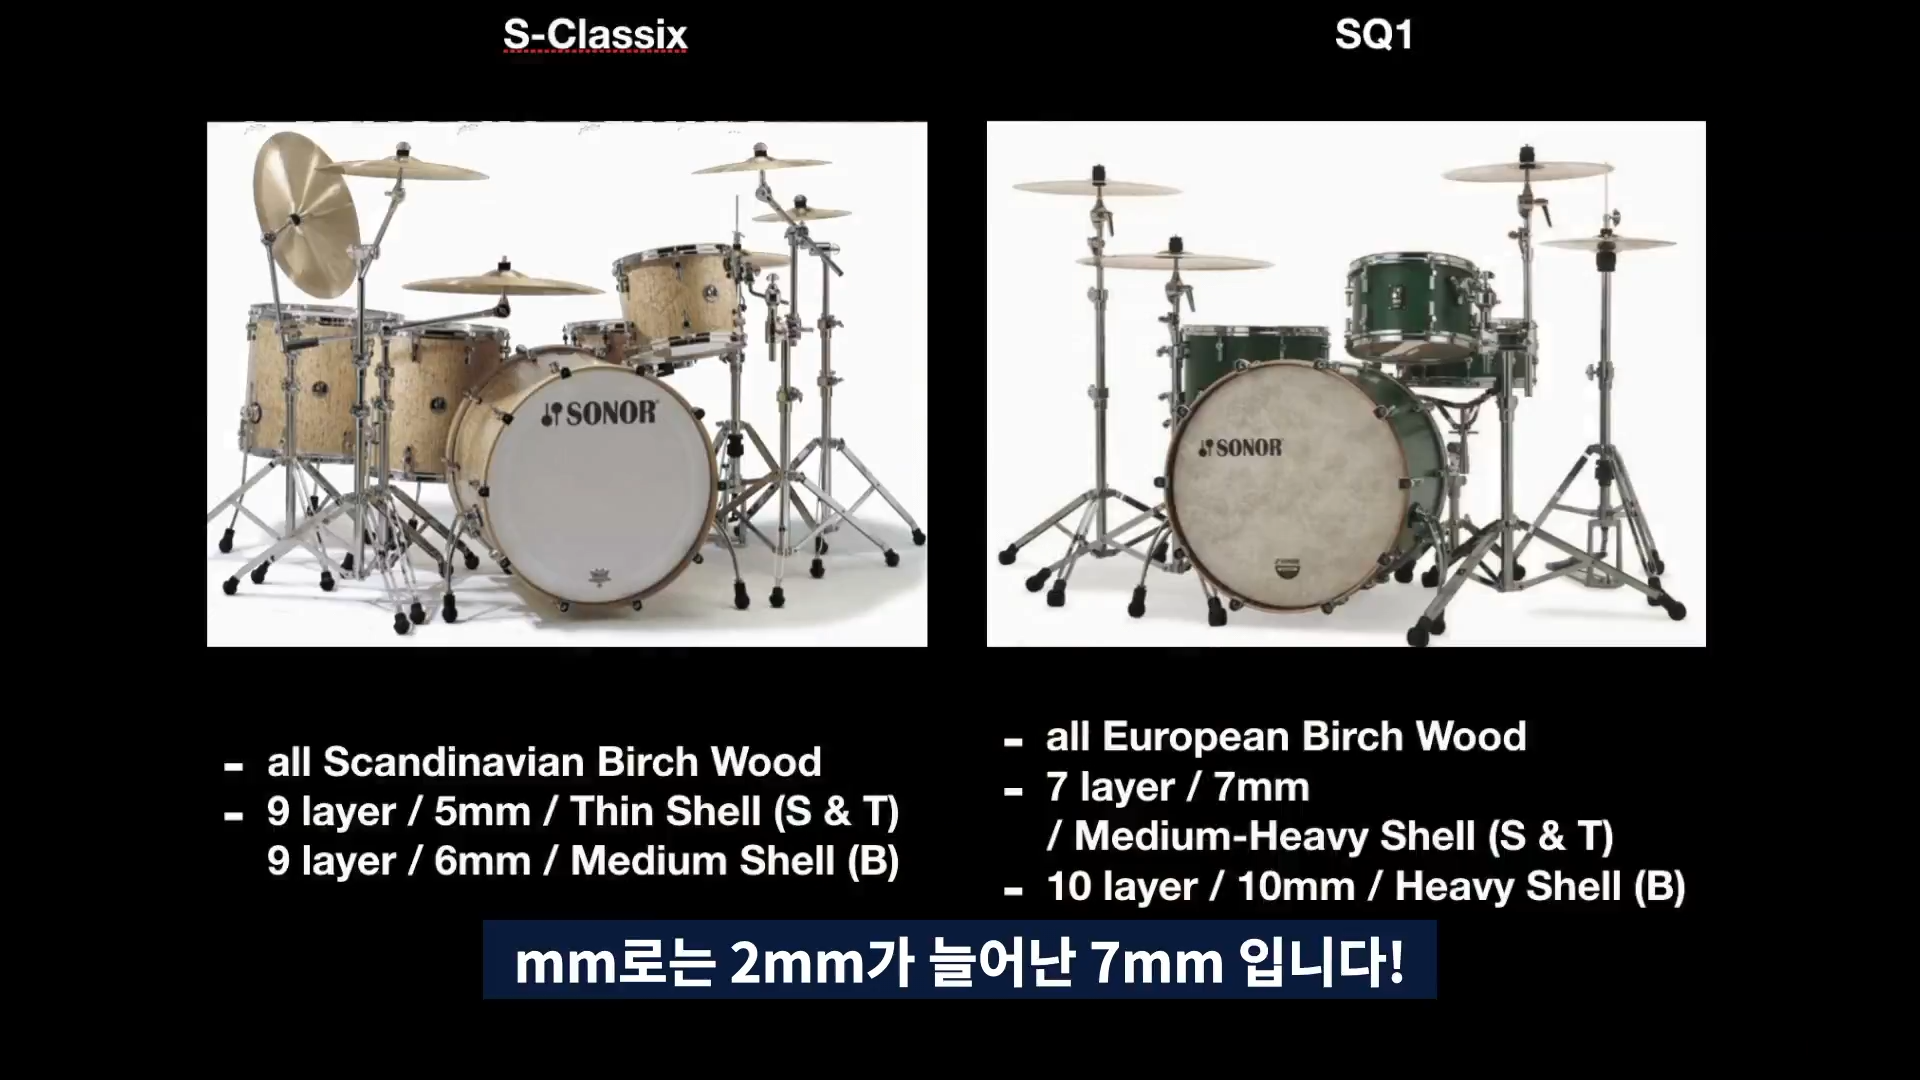 S-Classix
SQ1
SONOR
SONOR
- all Scandinavian Birch Wood
- 9 layer / 5mm / Thin Shell (S & T)
9 layer / 6mm / Medium Shell (B)
- all European Birch Wood
- 7 layer / 7mm
/ Medium-Heavy Shell (S & T)
- 10 layer / 10mm / Heavy Shell (B)
mm로는 2mm가 늘어난 7mm 입니다!